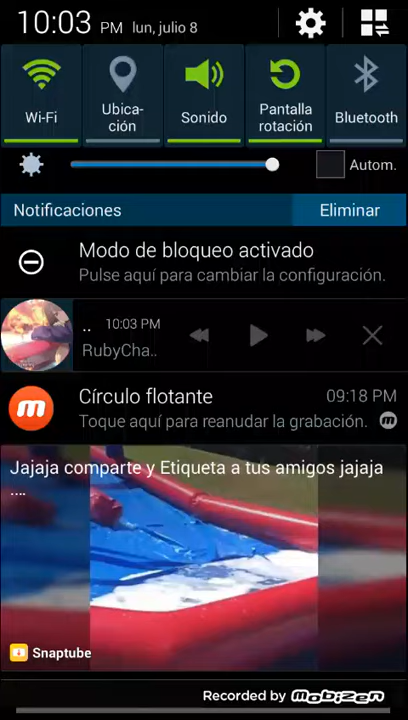 10:03 PM lun, julio 8
Wi-Fi
Ubica-
ción
Sonido
Pantalla
rotación
Bluetooth
Autom.
Notificaciones
Eliminar
Modo de bloqueo activado
Pulse aquí para cambiar la configuración.
.. 10:03 PM
RubyCha..
Círculo flotante 09:18 PM
Toque aquí para reanudar la grabación.
Jajaja comparte y Etiqueta a tus amigos jajaja
....
Snaptube
Recorded by mobizen